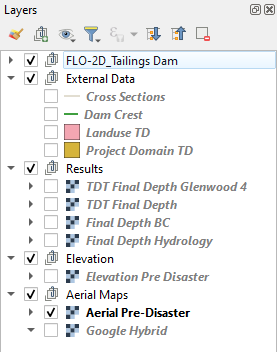 Layers
FLO-2D_Tailings Dam
External Data
Cross Sections
Dam Crest
Landuse TD
Project Domain TD
Results
TDT Final Depth Glenwood 4
TDT Final Depth
Final Depth BC
Final Depth Hydrology
Elevation
Elevation Pre Disaster
Aerial Maps
Aerial Pre-Disaster
Google Hybrid